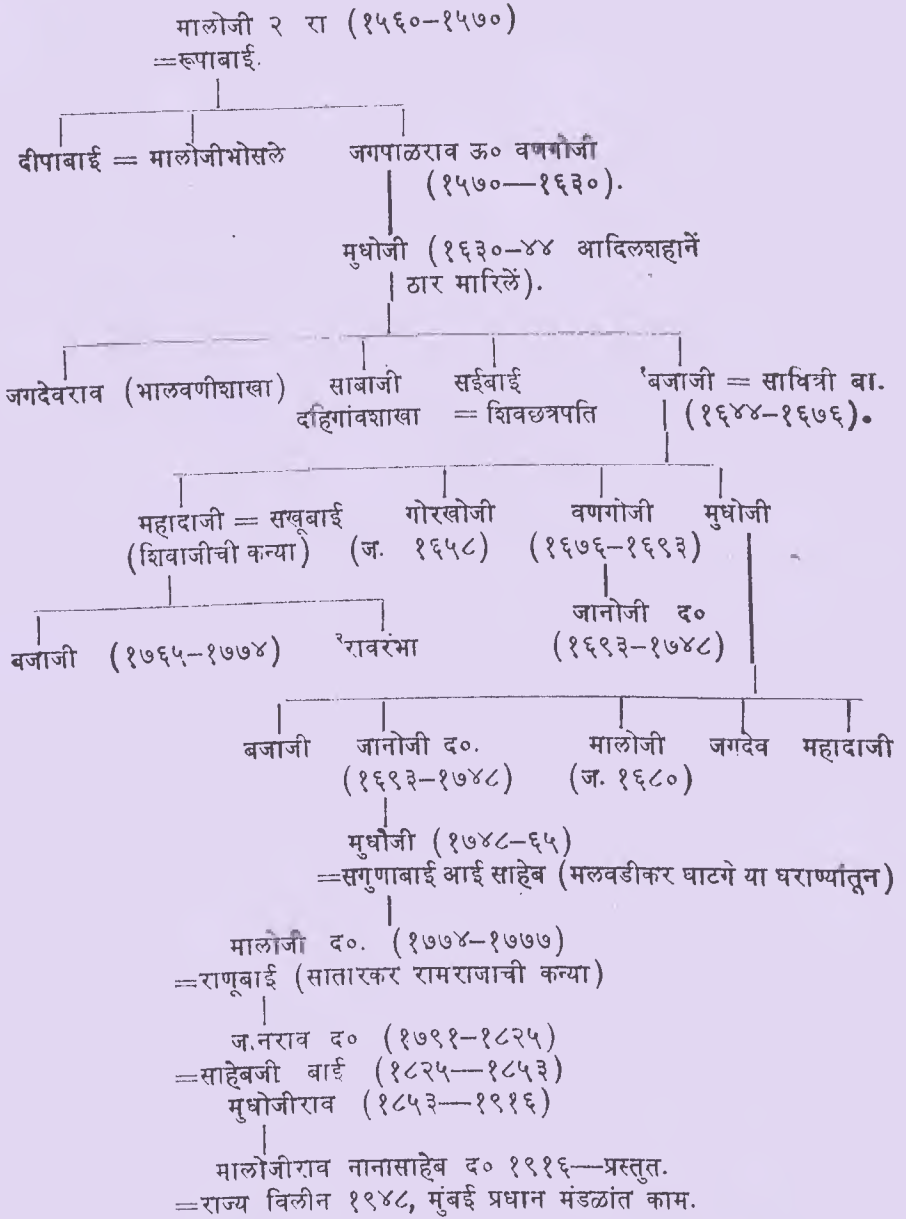 मालोजी २ रा (१५६०–१५७०)
=रूपाबाई.
दीपाबाई = मालोजीभोसले जगपाळराव ऊ० वणगोजी
(१५७०—१६३०).
मुधोजी (१६३०–४४ आदिलशहानें
ठार मारिलें).
जगदेवराव (भालवणीशाखा) साबाजी सईबाई १बजाजी = सावित्री बा.
दहिगांवशाखा = शिवछत्रपति (१६४४–१६७६).
महादाजी = सखूबाई गोरखोजी वणगोजी मुधोजी
(शिवाजीची कन्या) (ज. १६५८) (१६७६–१६९३)
जानोजी द०
बजाजी (१७६५–१७७४) २रावरंभा (१६९३–१७४८)
बजाजी जानोजी द०. मालोजी जगदेव महादाजी
(१६९३–१७४८) (ज. १६८०)
मुधोजी (१७४८–६५)
=सगुणाबाई आई साहेब (मलवडीकर घाटगे या घराण्यांतून)
मालोजी द०. (१७७४–१७७७)
=राणूबाई (सातारकर रामराजाची कन्या)
ज.नराव द० (१७९१–१८२५)
=साहेबजी बाई (१८२५—१८५३)
मुधोजीराव (१८५३—१९१६)
मालोजीराव नानासाहेब द० १९१६—प्रस्तुत.
=राज्य विलीन १९४८, मुंबई प्रधान मंडळांत काम.